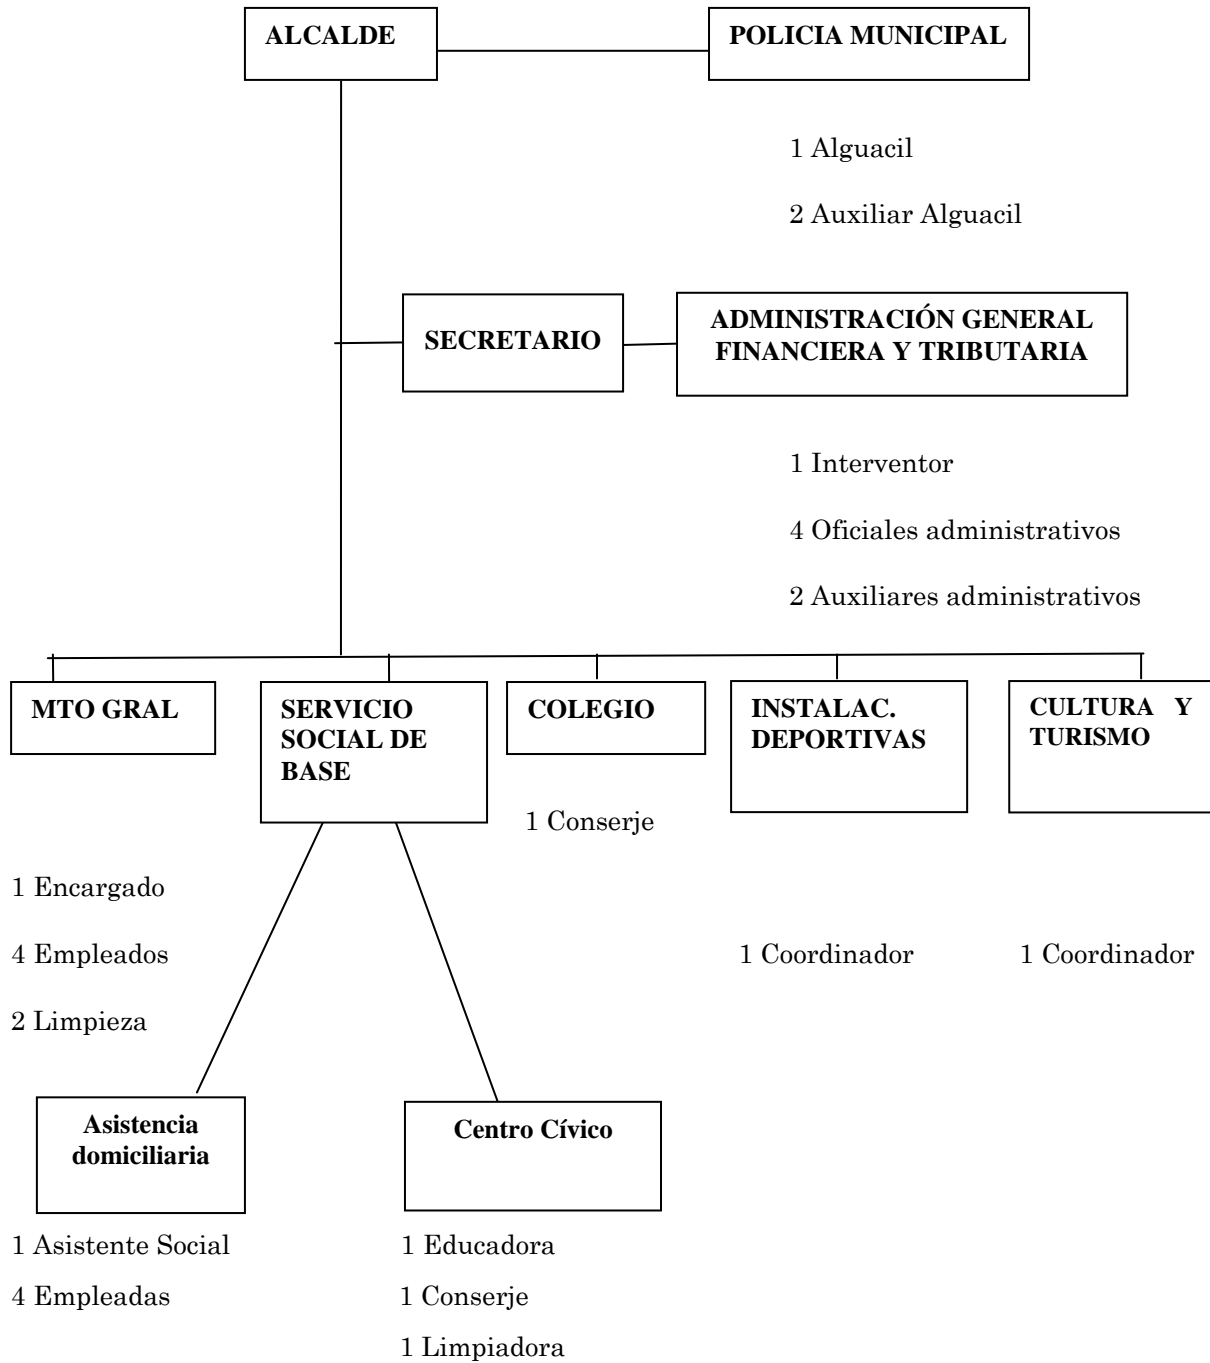 ALCALDE
POLICIA MUNICIPAL
1 Alguacil
2 Auxiliar Alguacil
SECRETARIO
ADMINISTRACIÓN GENERAL
FINANCIERA Y TRIBUTARIA
1 Interventor
4 Oficiales administrativos
2 Auxiliares administrativos
MTO GRAL
1 Encargado
4 Empleados
2 Limpieza
SERVICIO
SOCIAL DE
BASE
COLEGIO
1 Conserje
INSTALAC.
DEPORTIVAS
1 Coordinador
CULTURA Y
TURISMO
1 Coordinador
Asistencia
domiciliaria
1 Asistente Social
4 Empleadas
Centro Cívico
1 Educadora
1 Conserje
1 Limpiadora